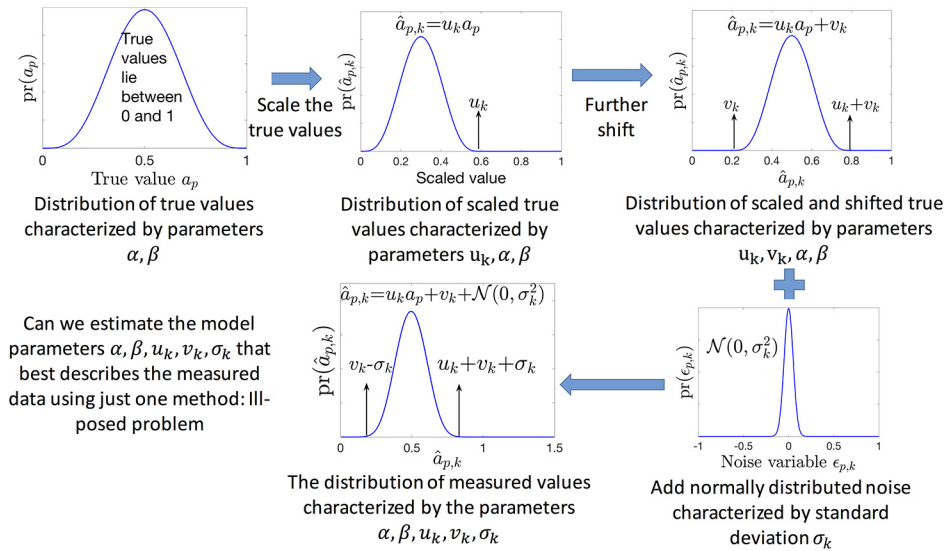 pr(a_p)
True
values
lie
between
0 and 1
0 0.5 1
True value a_p
Distribution of true values
characterized by parameters
α, β
Scale the
true values
â_{p,k}=u_k a_p
pr(â_{p,k})
u_k
0 0.2 0.4 0.6 0.8 1
Scaled value
Distribution of scaled true
values characterized by
parameters u_k, α, β
Further
shift
â_{p,k}=u_k a_p+v_k
pr(â_{p,k})
v_k
u_k+v_k
0 0.2 0.4 0.6 0.8 1
â_{p,k}
Distribution of scaled and shifted true
values characterized by parameters
u_k, v_k, α, β
N(0, σ_k^2)
pr(ϵ_{p,k})
-1 -0.5 0 0.5 1
Noise variable ϵ_{p,k}
Add normally distributed noise
characterized by standard
deviation σ_k
â_{p,k}=u_k a_p+v_k+N(0, σ_k^2)
pr(â_{p,k})
v_k-σ_k
u_k+v_k+σ_k
0 0.5 1 1.5
â_{p,k}
The distribution of measured values
characterized by the parameters
α, β, u_k, v_k, σ_k
Can we estimate the model
parameters α, β, u_k, v_k, σ_k that
best describes the measured
data using just one method: Ill-
posed problem